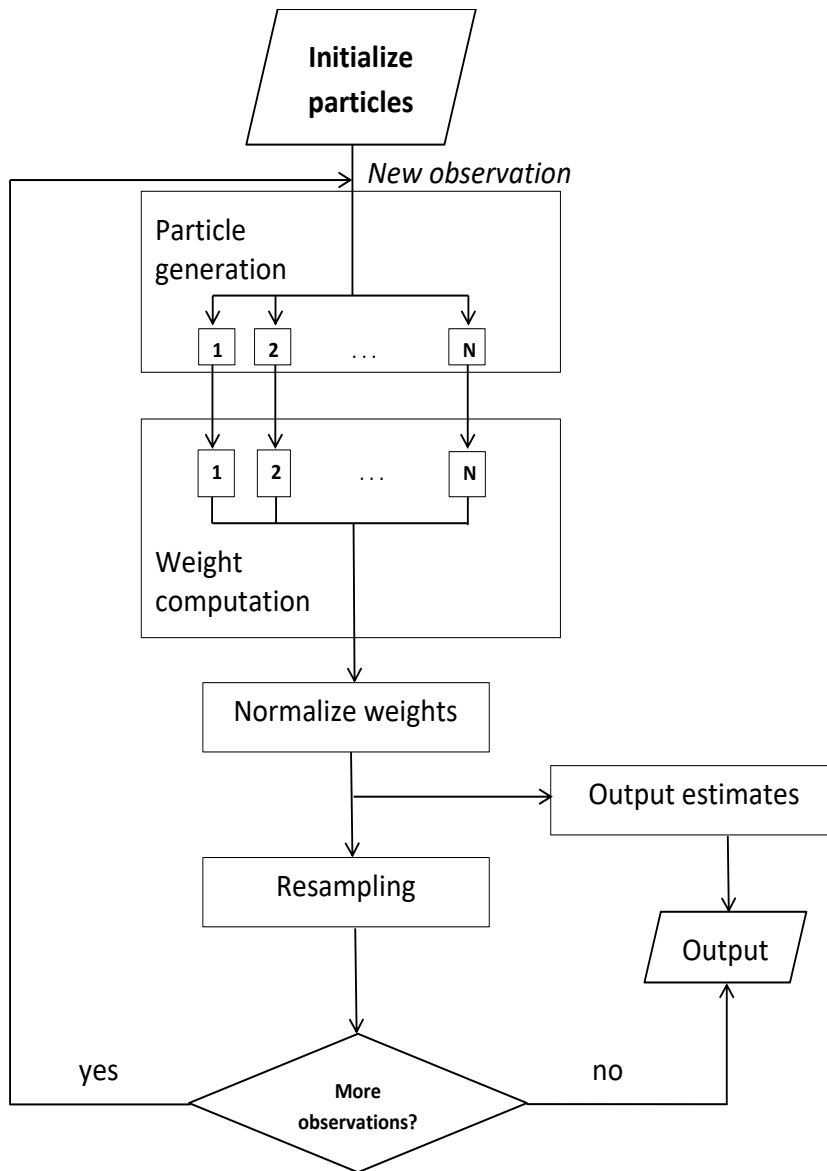 Initialize
particles
New observation
Particle
generation
1 2 ... N
1 2 ... N
Weight
computation
Normalize weights
Output estimates
Resampling
Output
yes
no
More
observations?